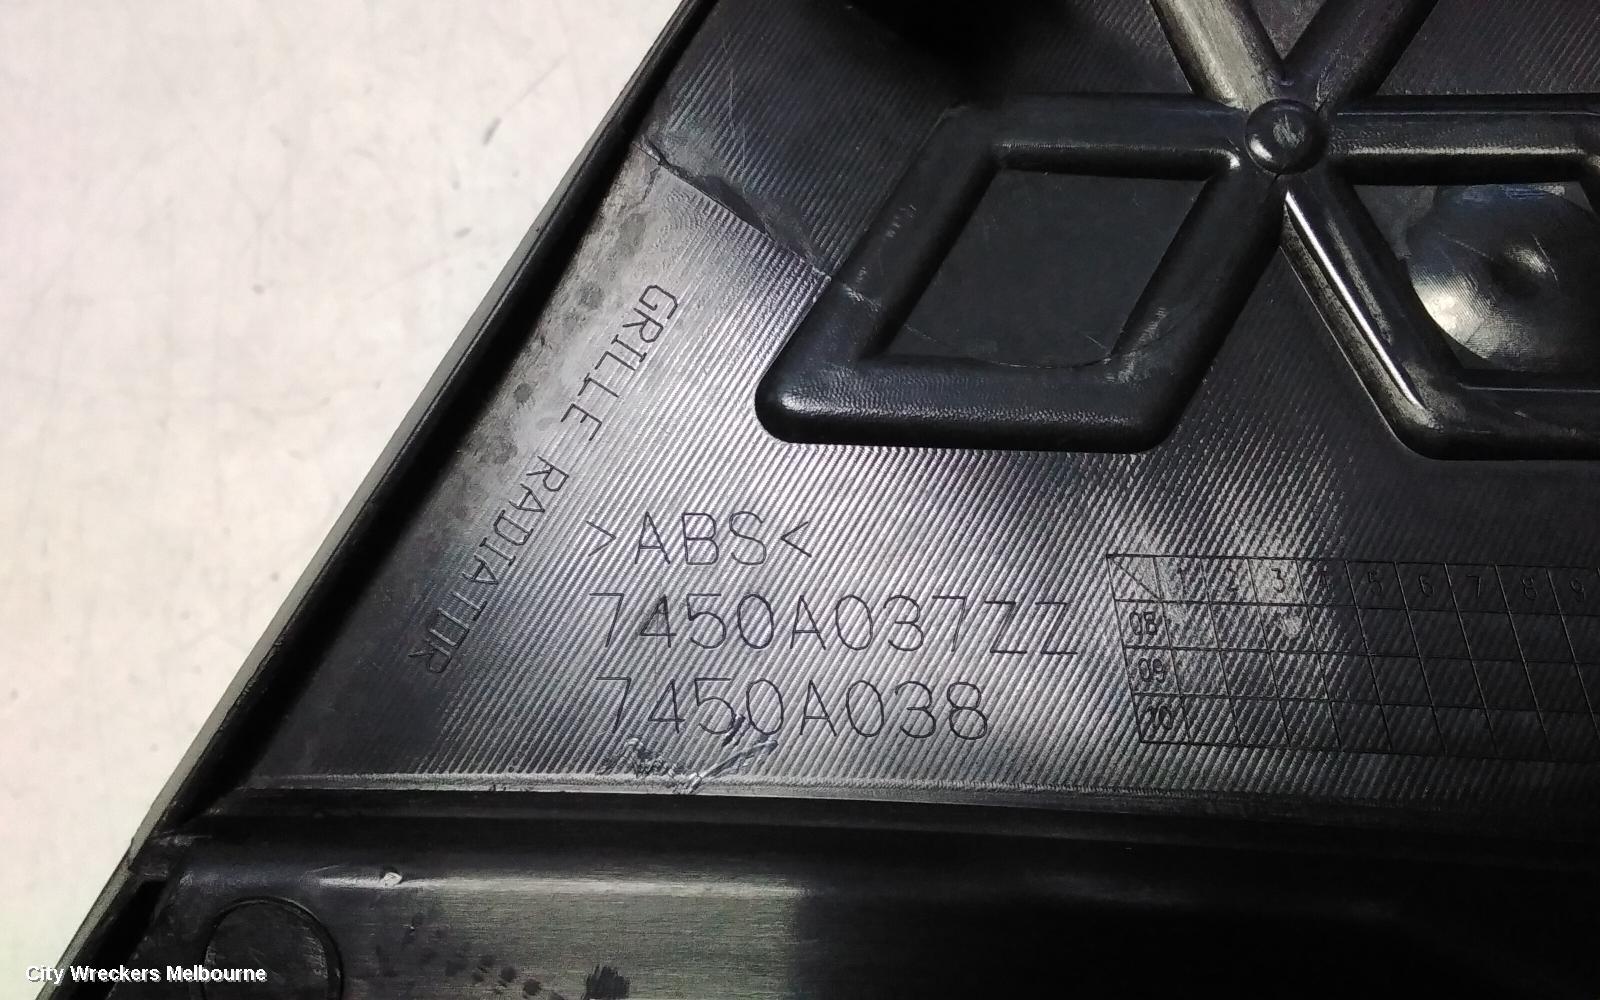 GRILLE RADIATOR
>ABS<
7450A037ZZ
7450A038
1 2 3 4 5 6 7 8 9
08
09
10
City Wreckers Melbourne